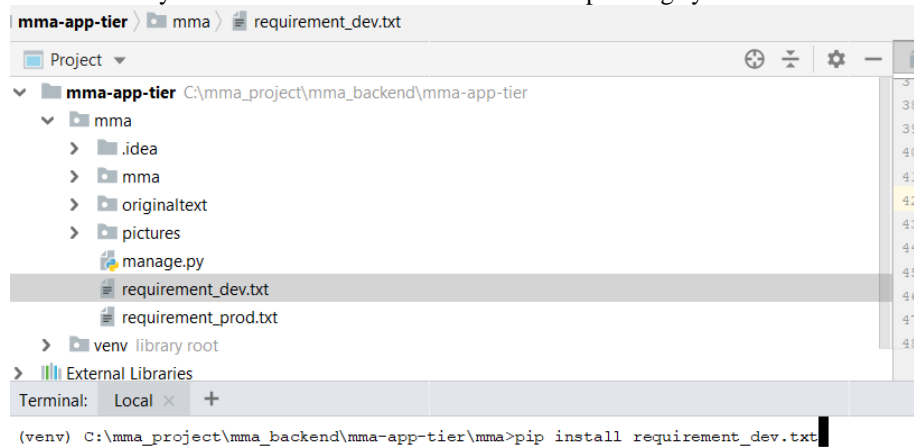 mma-app-tier mma requirement_dev.txt
Project
mma-app-tier C:\mma_project\mma_backend\mma-app-tier
mma
.idea
mma
originaltext
pictures
manage.py
requirement_dev.txt
requirement_prod.txt
venv library root
External Libraries
Terminal: Local × +
(venv) C:\mma_project\mma_backend\mma-app-tier\mma>pip install requirement_dev.txt